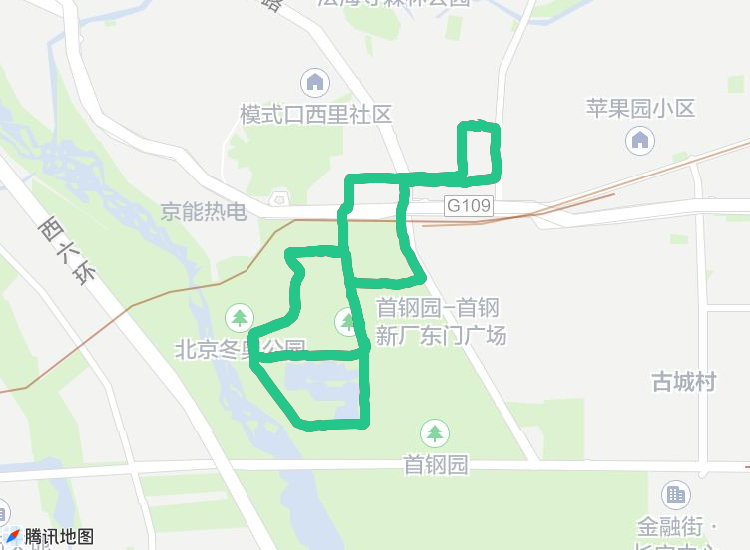 模式口西里社区
苹果园小区
京能热电
G109
西六环
首钢园-首钢
新厂东门广场
北京冬奥公园
古城村
首钢园
金融街·
腾讯地图